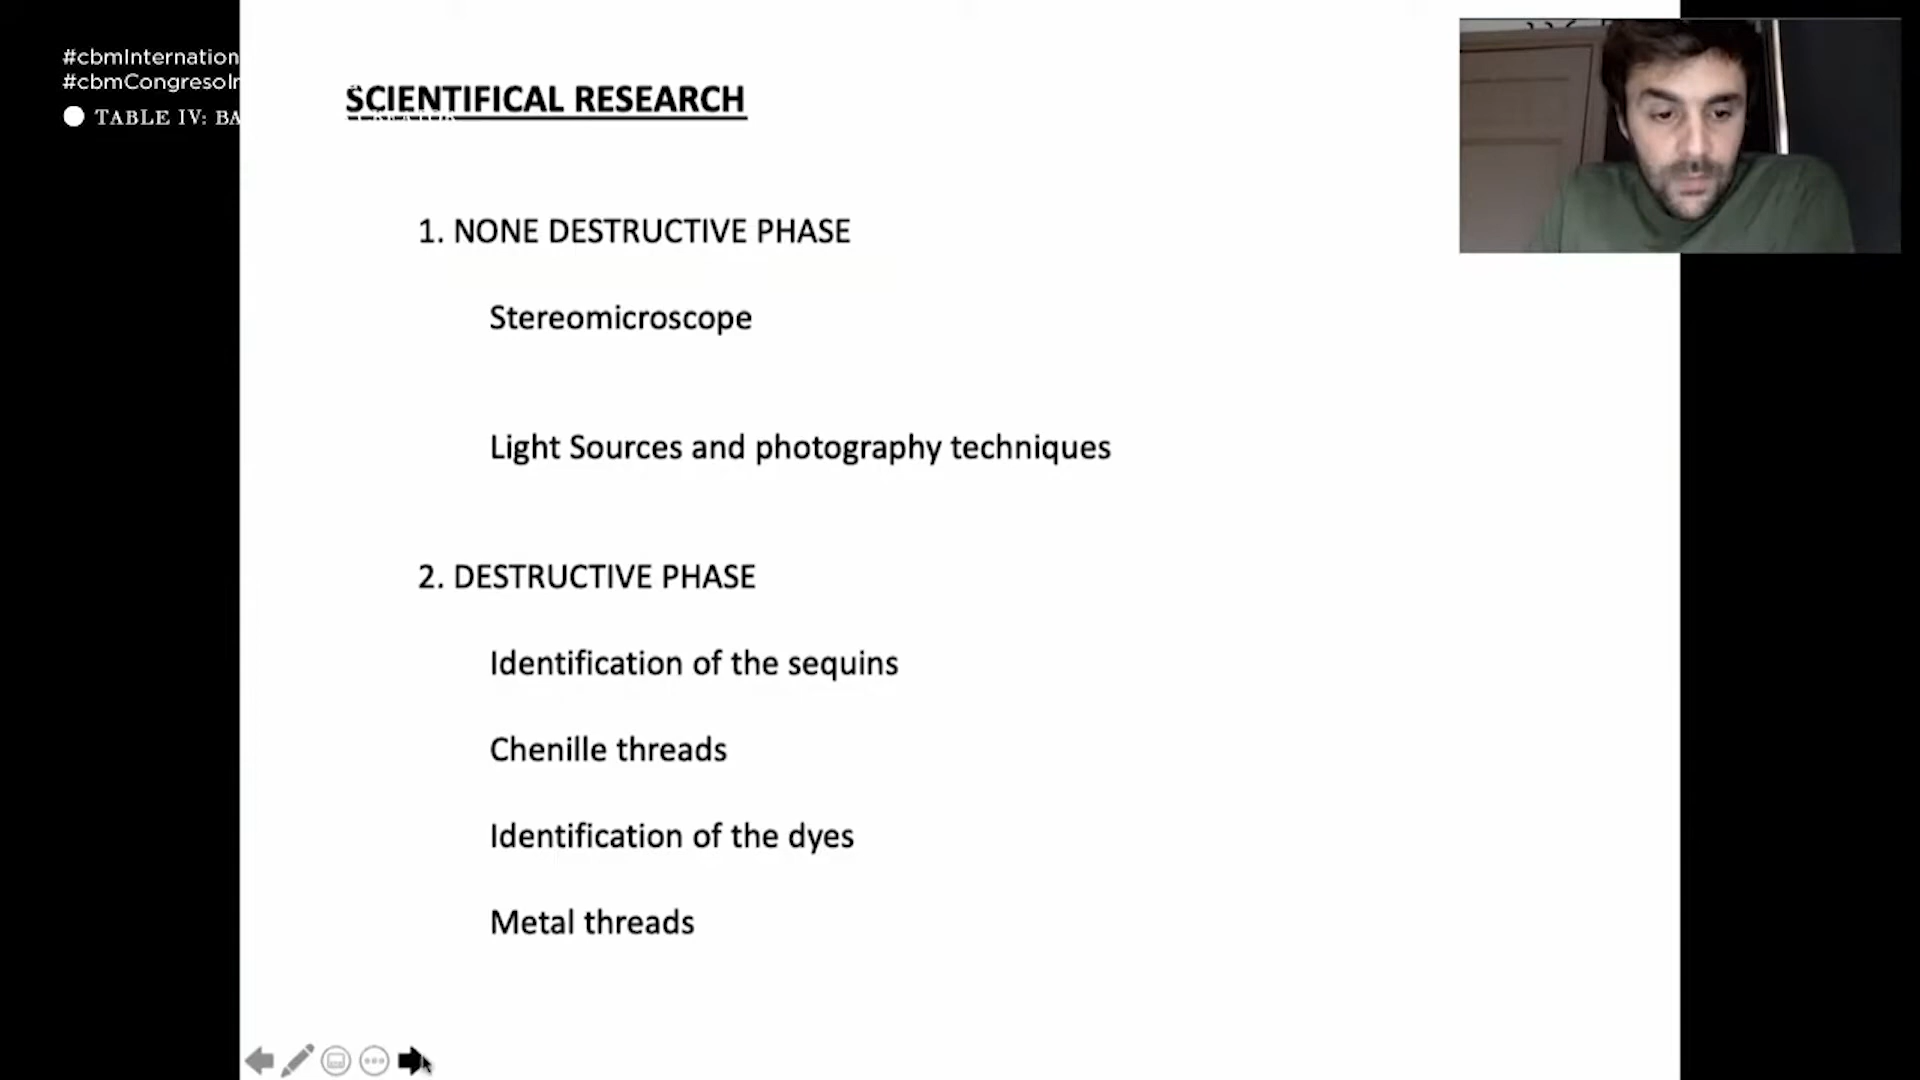 #cbmInternation
#cbmCongresoIr
TABLE IV: BA
SCIENTIFICAL RESEARCH
1. NONE DESTRUCTIVE PHASE
Stereomicroscope
Light Sources and photography techniques
2. DESTRUCTIVE PHASE
Identification of the sequins
Chenille threads
Identification of the dyes
Metal threads